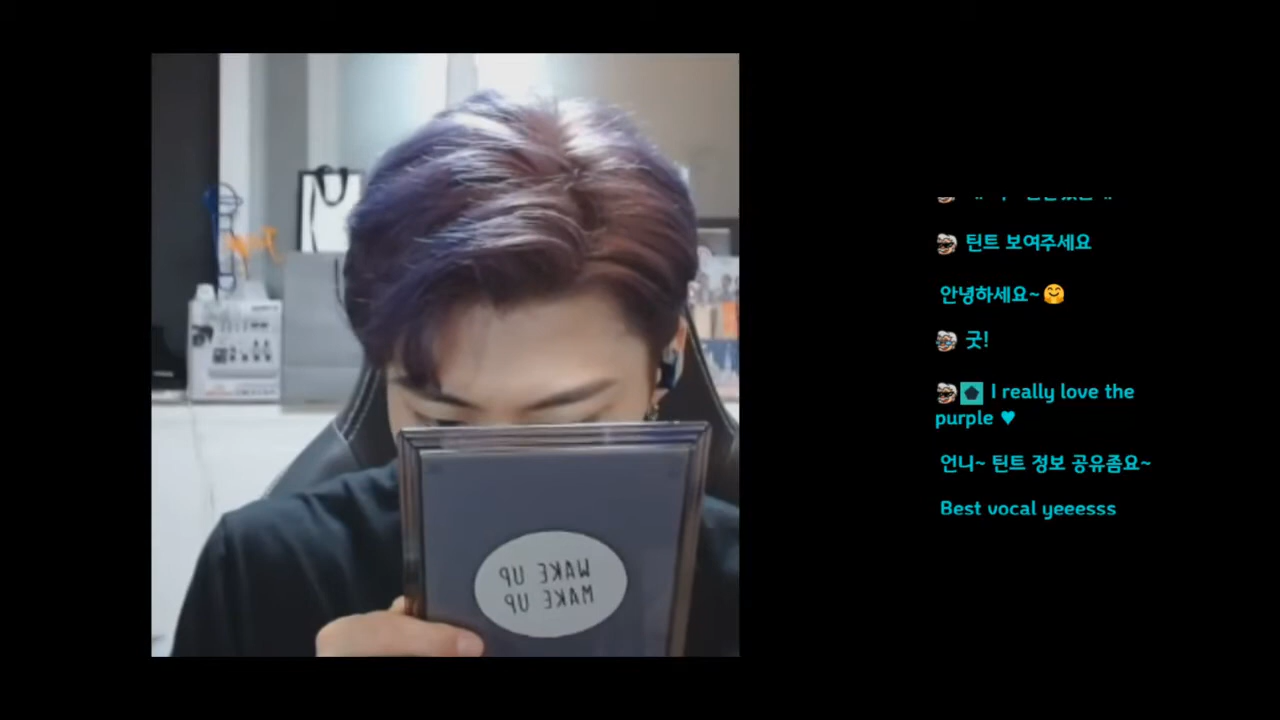 틴트 보여주세요
안녕하세요~🤗
굿!
I really love the
purple ♥
언니~ 틴트 정보 공유좀요~
Best vocal yeeesss
WAKE UP
MAKE UP